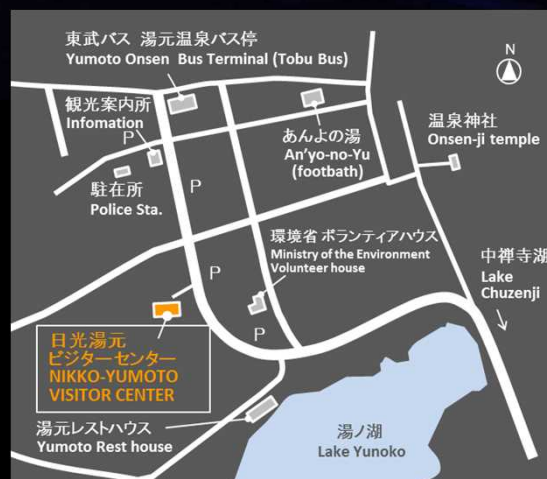 東武バス 湯元温泉バス停
Yumoto Onsen Bus Terminal (Tobu Bus)
N
観光案内所
Infomation
P
あんよの湯
An'yo-no-Yu
(footbath)
温泉神社
Onsen-ji temple
駐在所
Police Sta.
P
環境省 ボランティアハウス
Ministry of the Environment
Volunteer house
中禅寺湖
Lake
Chuzenji
P
P
日光湯元
ビジターセンター
NIKKO-YUMOTO
VISITOR CENTER
湯元レストハウス
Yumoto Rest house
湯ノ湖
Lake Yunoko